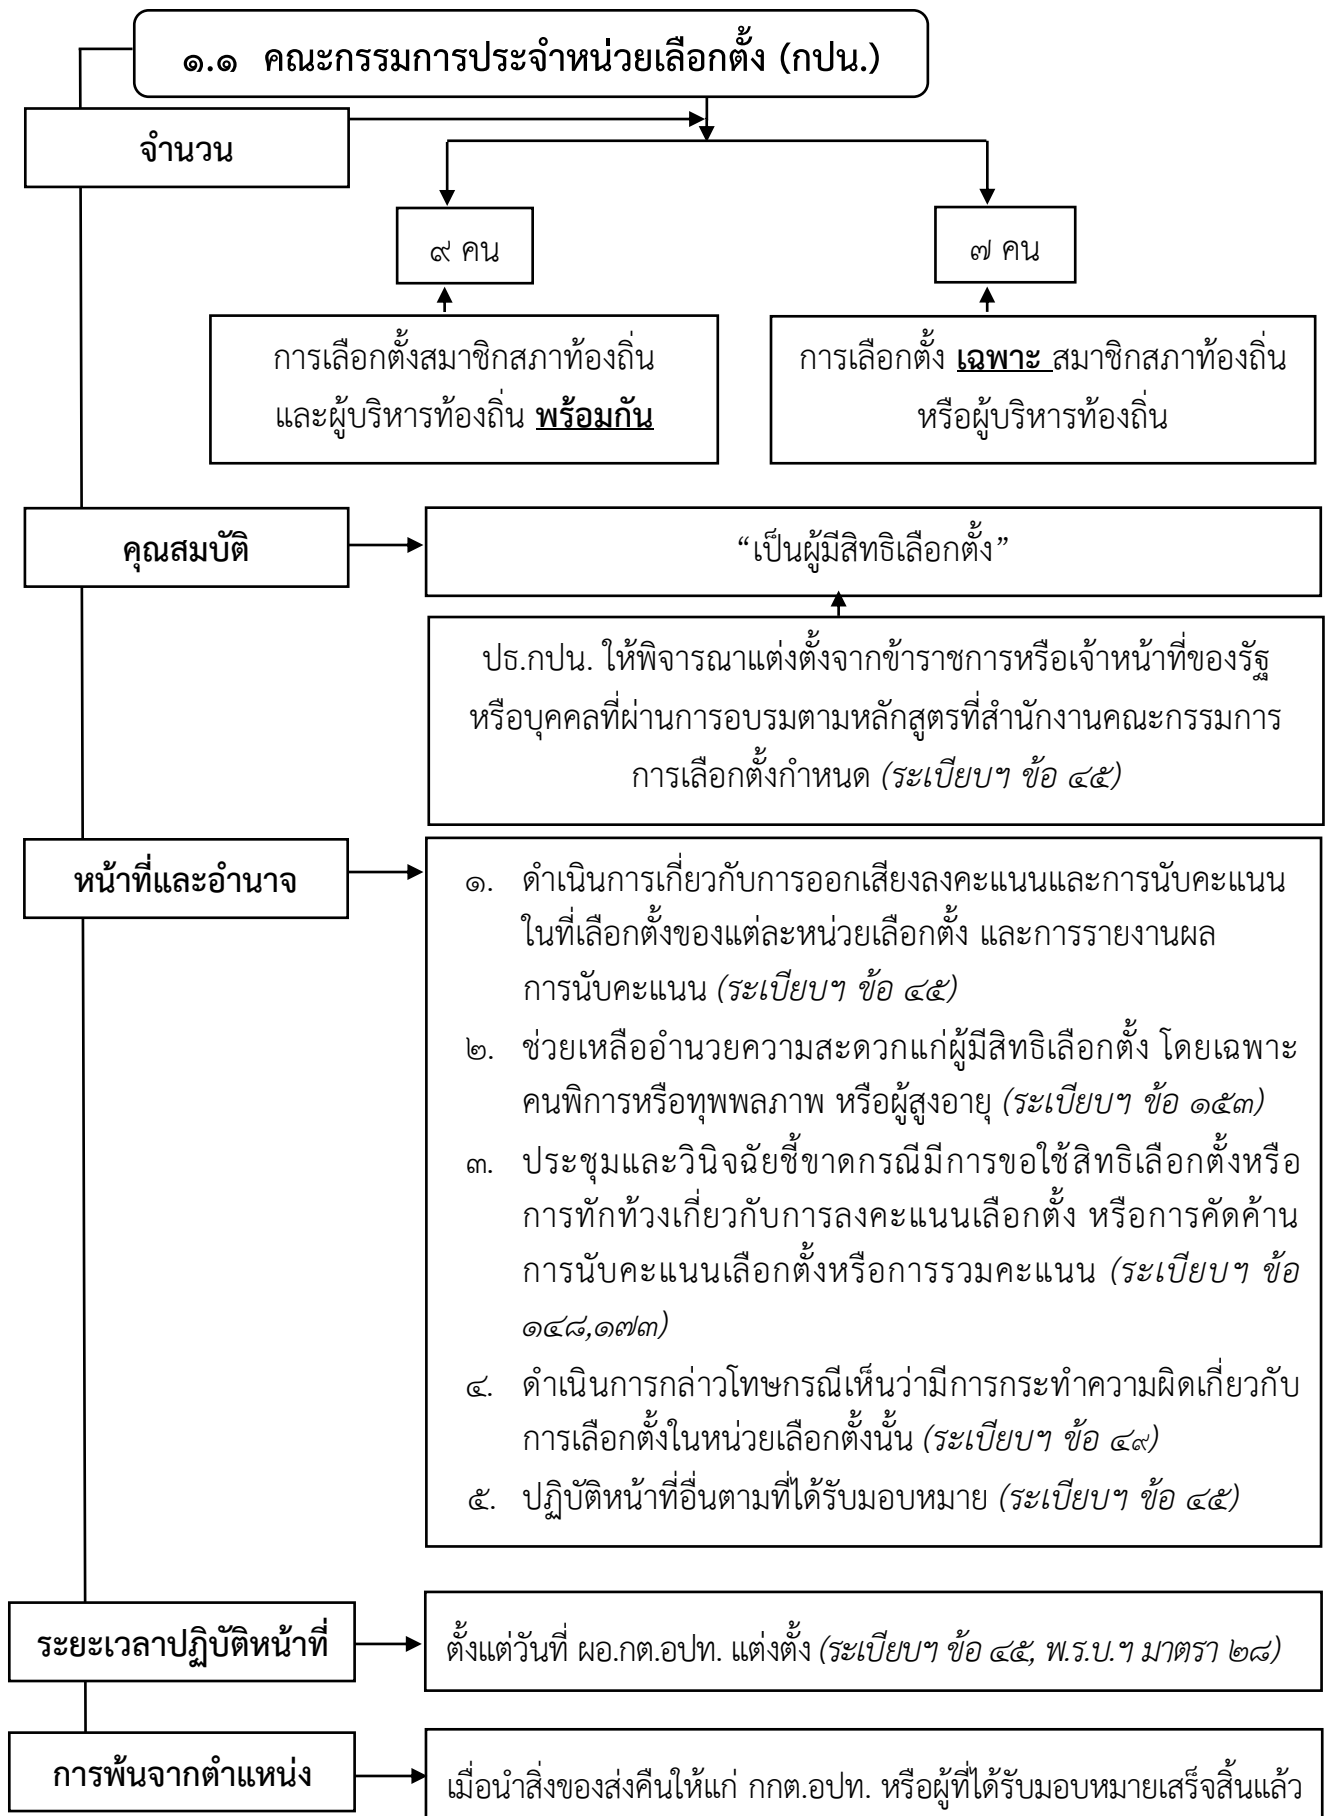 ๑.๑ คณะกรรมการประจำหน่วยเลือกตั้ง (กปน.)
จำนวน
๙ คน
๗ คน
การเลือกตั้งสมาชิกสภาท้องถิ่น
และผู้บริหารท้องถิ่น พร้อมกัน
การเลือกตั้ง เฉพาะ สมาชิกสภาท้องถิ่น
หรือผู้บริหารท้องถิ่น
คุณสมบัติ
“เป็นผู้มีสิทธิเลือกตั้ง”
ปธ.กปน. ให้พิจารณาแต่งตั้งจากข้าราชการหรือเจ้าหน้าที่ของรัฐ
หรือบุคคลที่ผ่านการอบรมตามหลักสูตรที่สำนักงานคณะกรรมการ
การเลือกตั้งกำหนด (ระเบียบฯ ข้อ ๔๕)
หน้าที่และอำนาจ
๑. ดำเนินการเกี่ยวกับการออกเสียงลงคะแนนและการนับคะแนน
ในที่เลือกตั้งของแต่ละหน่วยเลือกตั้ง และการรายงานผล
การนับคะแนน (ระเบียบฯ ข้อ ๔๕)
๒. ช่วยเหลืออำนวยความสะดวกแก่ผู้มีสิทธิเลือกตั้ง โดยเฉพาะ
คนพิการหรือทุพพลภาพ หรือผู้สูงอายุ (ระเบียบฯ ข้อ ๑๕๓)
๓. ประชุมและวินิจฉัยชี้ขาดกรณีมีการขอใช้สิทธิเลือกตั้งหรือ
การทักท้วงเกี่ยวกับการลงคะแนนเลือกตั้ง หรือการคัดค้าน
การนับคะแนนเลือกตั้งหรือการรวมคะแนน (ระเบียบฯ ข้อ
๑๔๘,๑๗๓)
๔. ดำเนินการกล่าวโทษกรณีเห็นว่ามีการกระทำความผิดเกี่ยวกับ
การเลือกตั้งในหน่วยเลือกตั้งนั้น (ระเบียบฯ ข้อ ๔๙)
๕. ปฏิบัติหน้าที่อื่นตามที่ได้รับมอบหมาย (ระเบียบฯ ข้อ ๔๕)
ระยะเวลาปฏิบัติหน้าที่
ตั้งแต่วันที่ ผอ.กต.อปท. แต่งตั้ง (ระเบียบฯ ข้อ ๔๕, พ.ร.บ.ฯ มาตรา ๒๘)
การพ้นจากตำแหน่ง
เมื่อนำสิ่งของส่งคืนให้แก่ กกต.อปท. หรือผู้ที่ได้รับมอบหมายเสร็จสิ้นแล้ว